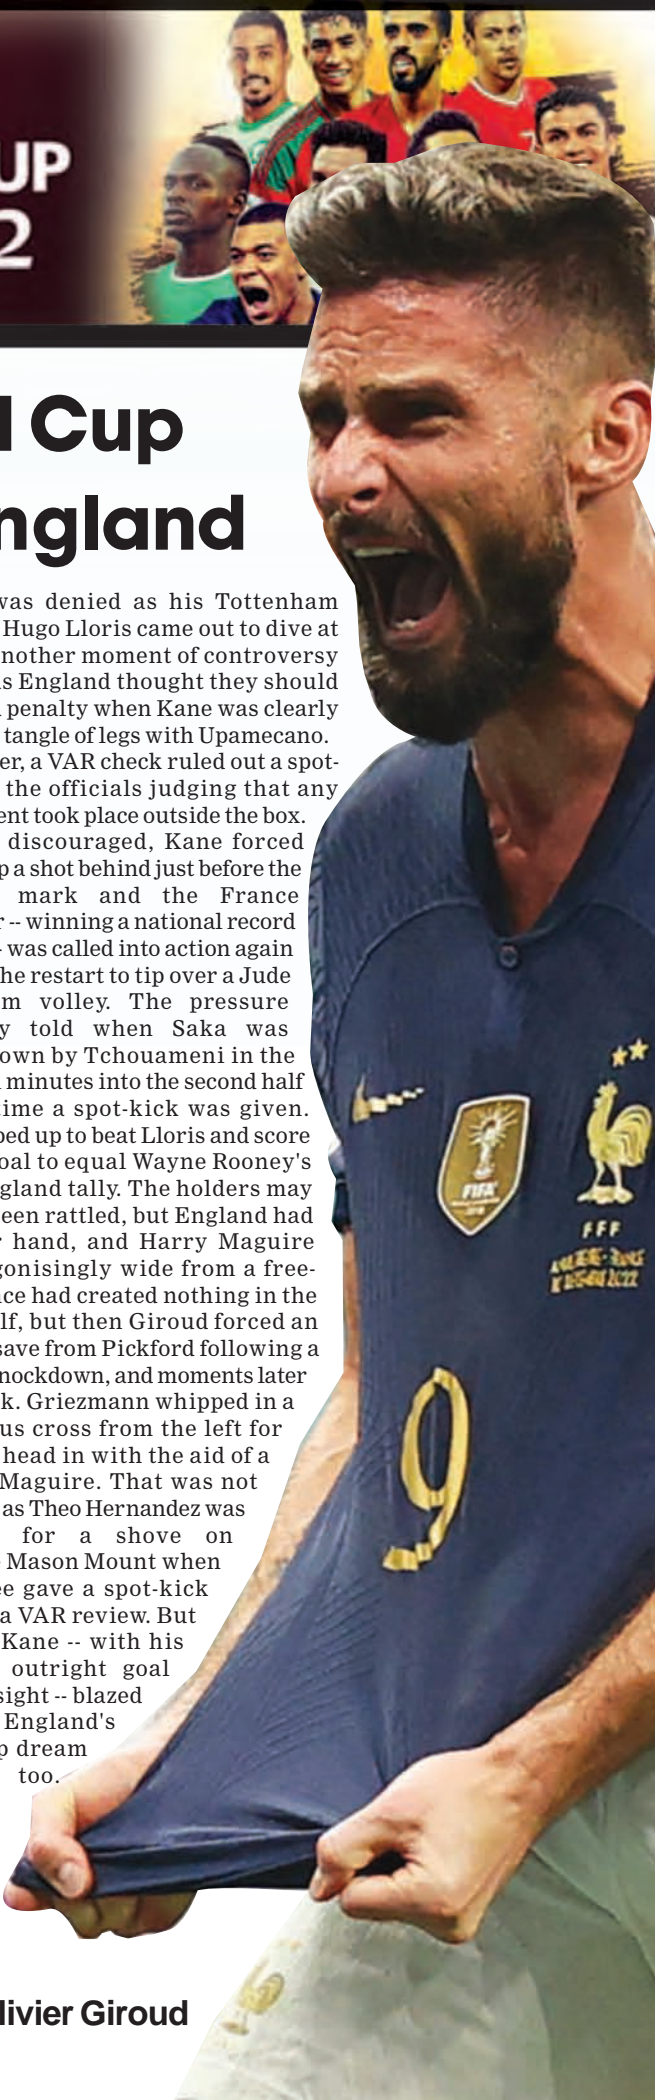 UP
2
Cup
ngland
was denied as his Tottenham
Hugo Lloris came out to dive at
nother moment of controversy
s England thought they should
penalty when Kane was clearly
tangle of legs with Upamecano.
er, a VAR check ruled out a spot-
the officials judging that any
ent took place outside the box.
discouraged, Kane forced
p a shot behind just before the
mark and the France
r -- winning a national record
- was called into action again
he restart to tip over a Jude
m volley. The pressure
y told when Saka was
own by Tchouameni in the
minutes into the second half
time a spot-kick was given.
ped up to beat Lloris and score
oal to equal Wayne Rooney's
gland tally. The holders may
een rattled, but England had
r hand, and Harry Maguire
gonisingly wide from a free-
nce had created nothing in the
lf, but then Giroud forced an
save from Pickford following a
nockdown, and moments later
k. Griezmann whipped in a
us cross from the left for
head in with the aid of a
Maguire. That was not
as Theo Hernandez was
for a shove on
Mason Mount when
ee gave a spot-kick
a VAR review. But
Kane -- with his
outright goal
sight -- blazed
England's
p dream
too.
FIFA
FFF
9
livier Giroud